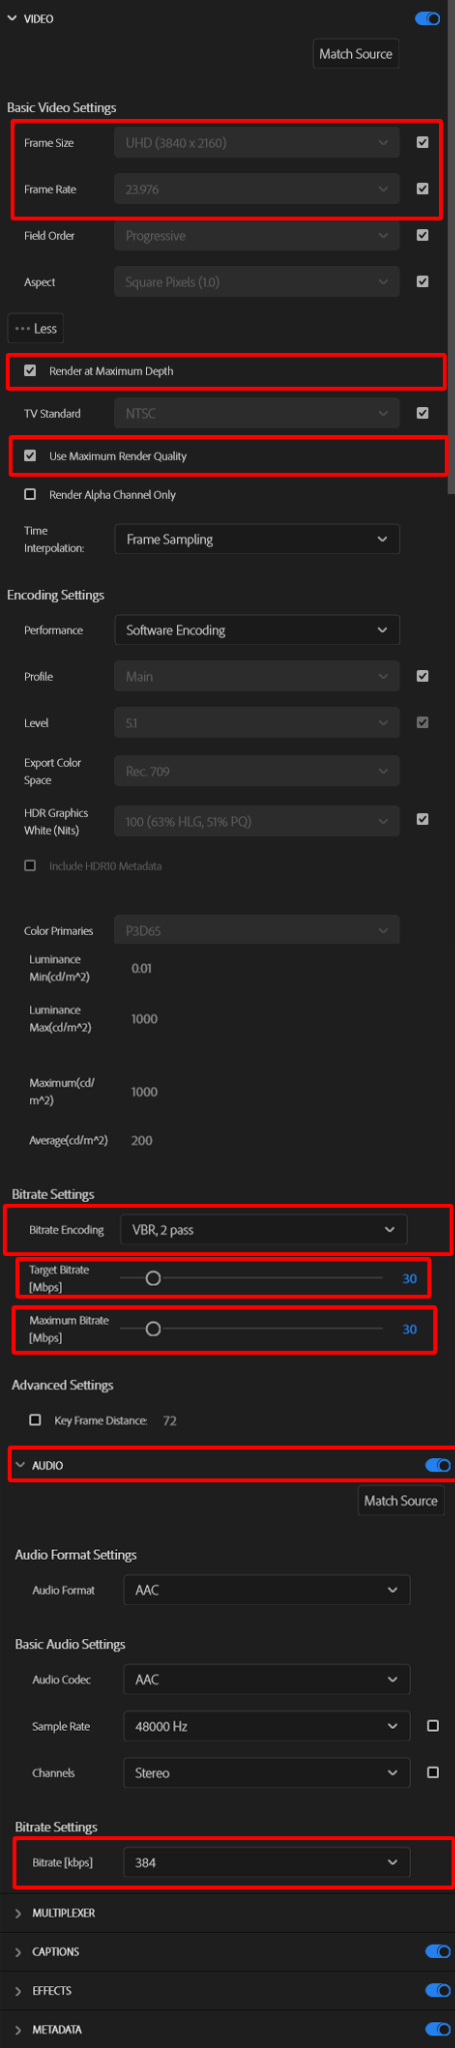 VIDEO
Match Source
Basic Video Settings
Frame Size UHD (3840 x 2160)
Frame Rate 23.976
Field Order Progressive
Aspect Square Pixels (1.0)
··· Less
Render at Maximum Depth
TV Standard NTSC
Use Maximum Render Quality
Render Alpha Channel Only
Time
Interpolation: Frame Sampling
Encoding Settings
Performance Software Encoding
Profile Main
Level 5.1
Export Color
Space Rec. 709
HDR Graphics
White (Nits) 100 (63% HLG, 51% PQ)
Include HDR10 Metadata
Color Primaries P3D65
Luminance
Min(cd/m^2) 0.01
Luminance
Max(cd/m^2) 1000
Maximum(cd/
m^2) 1000
Average(cd/m^2) 200
Bitrate Settings
Bitrate Encoding VBR, 2 pass
Target Bitrate
[Mbps] 30
Maximum Bitrate
[Mbps] 30
Advanced Settings
Key Frame Distance: 72
AUDIO
Match Source
Audio Format Settings
Audio Format AAC
Basic Audio Settings
Audio Codec AAC
Sample Rate 48000 Hz
Channels Stereo
Bitrate Settings
Bitrate [kbps] 384
MULTIPLEXER
CAPTIONS
EFFECTS
METADATA